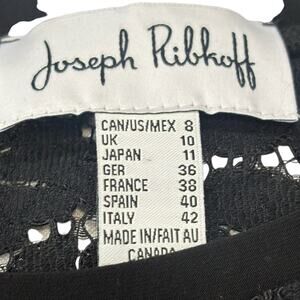 Joseph Ribkoff
CAN/US/MEX 8
UK 10
JAPAN 11
GER 36
FRANCE 38
SPAIN 40
ITALY 42
MADE IN/FAIT AU
CANADA